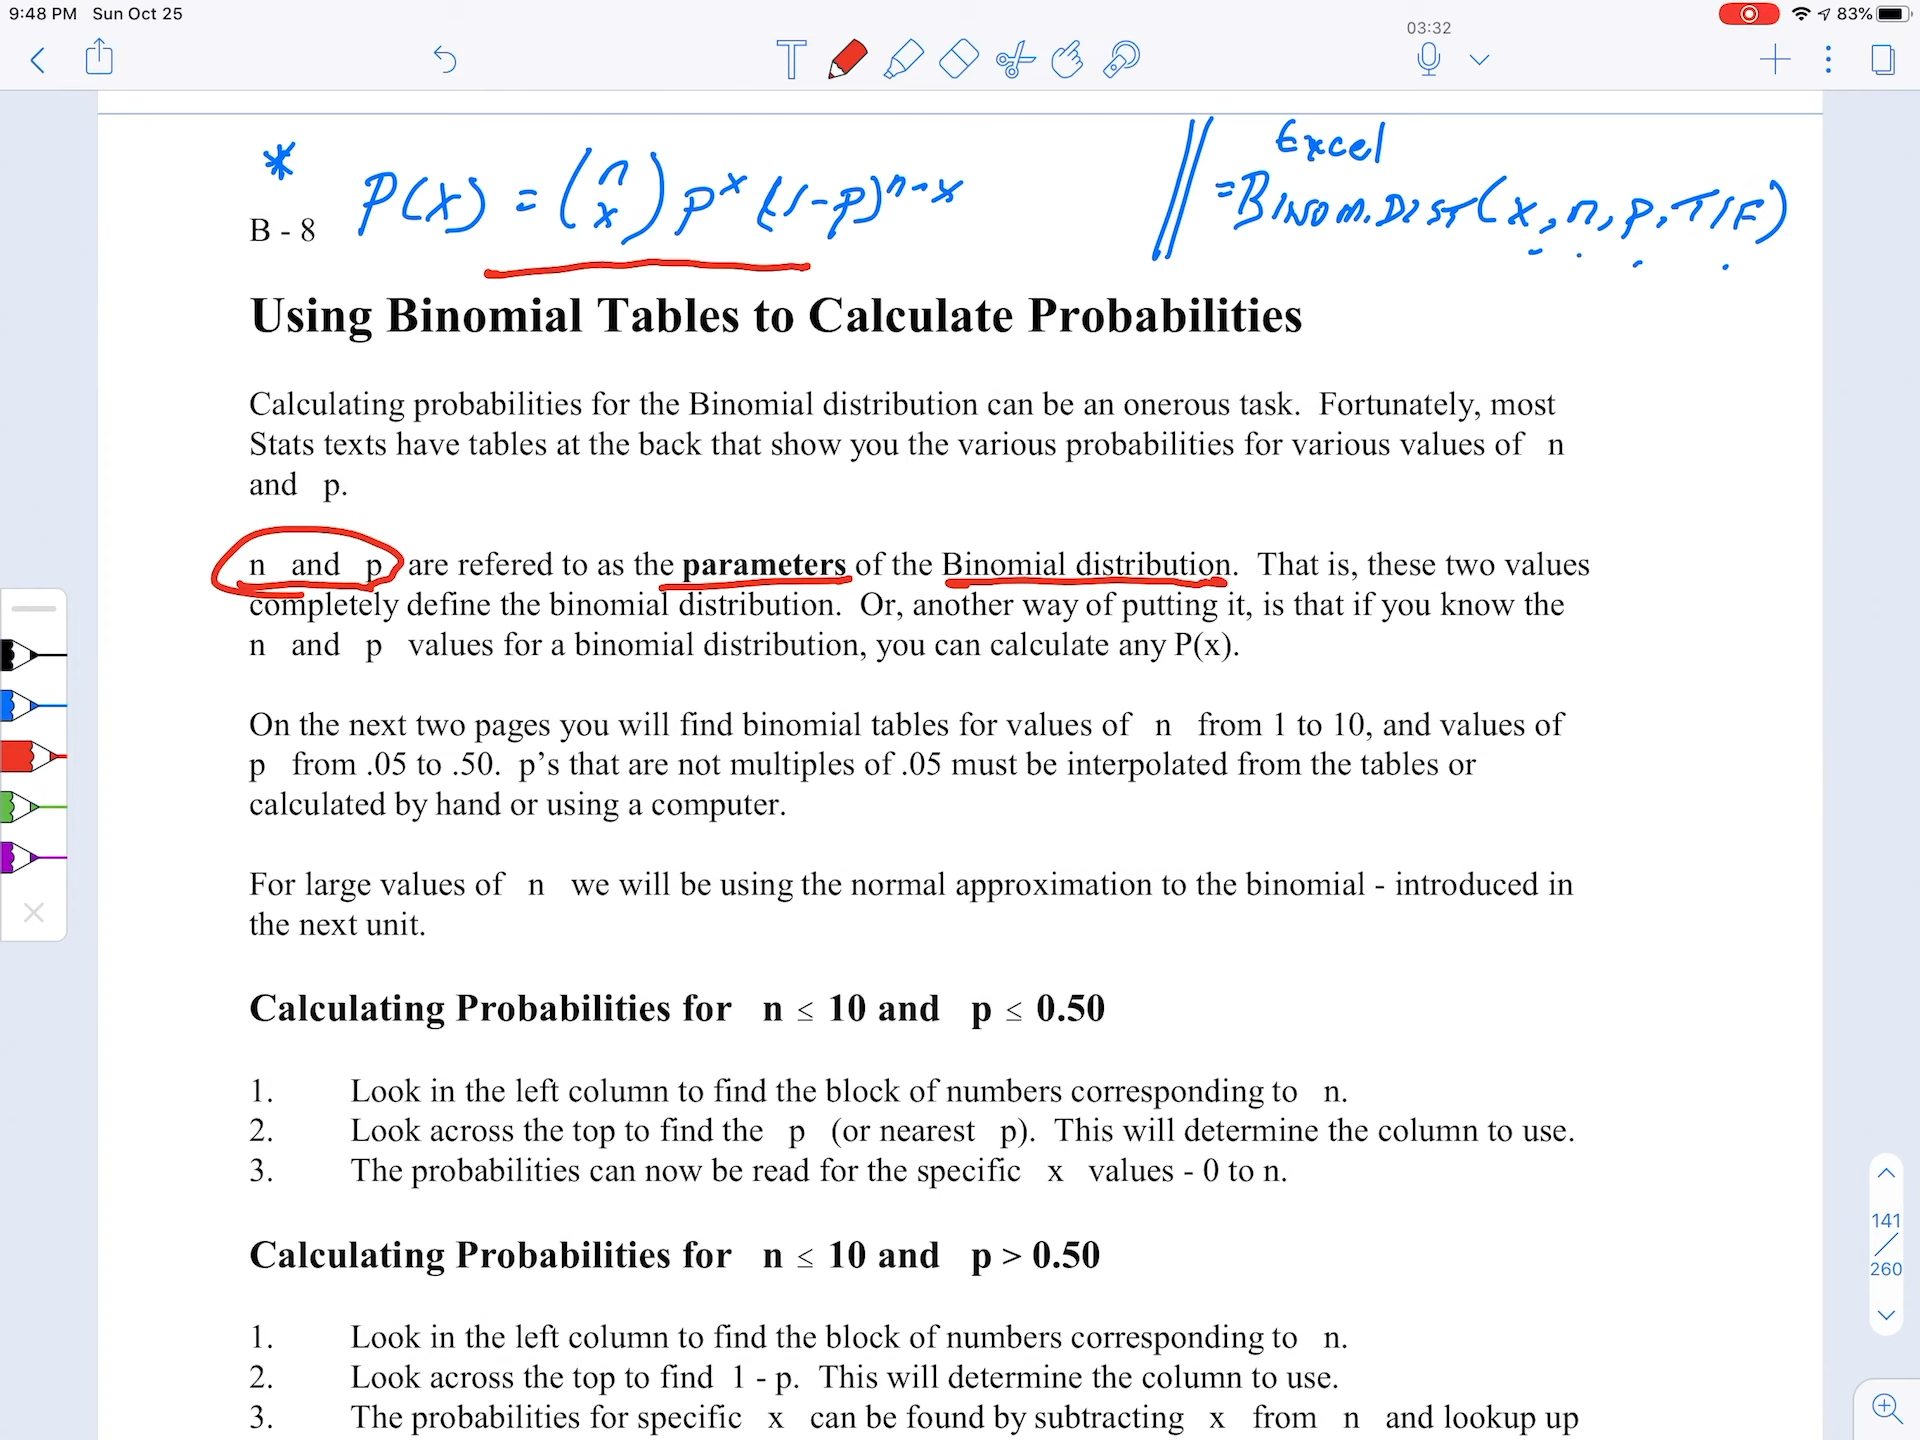 9:48 PM Sun Oct 25
83%
03:32
Excel
* P(x) = (n x) p^x (1-p)^n-x
=BINOM.DIST(x, n, p, T/F)
B - 8
Using Binomial Tables to Calculate Probabilities
Calculating probabilities for the Binomial distribution can be an onerous task. Fortunately, most
Stats texts have tables at the back that show you the various probabilities for various values of n
and p.
n and p are refered to as the parameters of the Binomial distribution. That is, these two values
completely define the binomial distribution. Or, another way of putting it, is that if you know the
n and p values for a binomial distribution, you can calculate any P(x).
On the next two pages you will find binomial tables for values of n from 1 to 10, and values of
p from .05 to .50. p's that are not multiples of .05 must be interpolated from the tables or
calculated by hand or using a computer.
For large values of n we will be using the normal approximation to the binomial - introduced in
the next unit.
Calculating Probabilities for n ≤ 10 and p ≤ 0.50
1. Look in the left column to find the block of numbers corresponding to n.
2. Look across the top to find the p (or nearest p). This will determine the column to use.
3. The probabilities can now be read for the specific x values - 0 to n.
Calculating Probabilities for n ≤ 10 and p > 0.50
1. Look in the left column to find the block of numbers corresponding to n.
2. Look across the top to find 1 - p. This will determine the column to use.
3. The probabilities for specific x can be found by subtracting x from n and lookup up
141
/
260